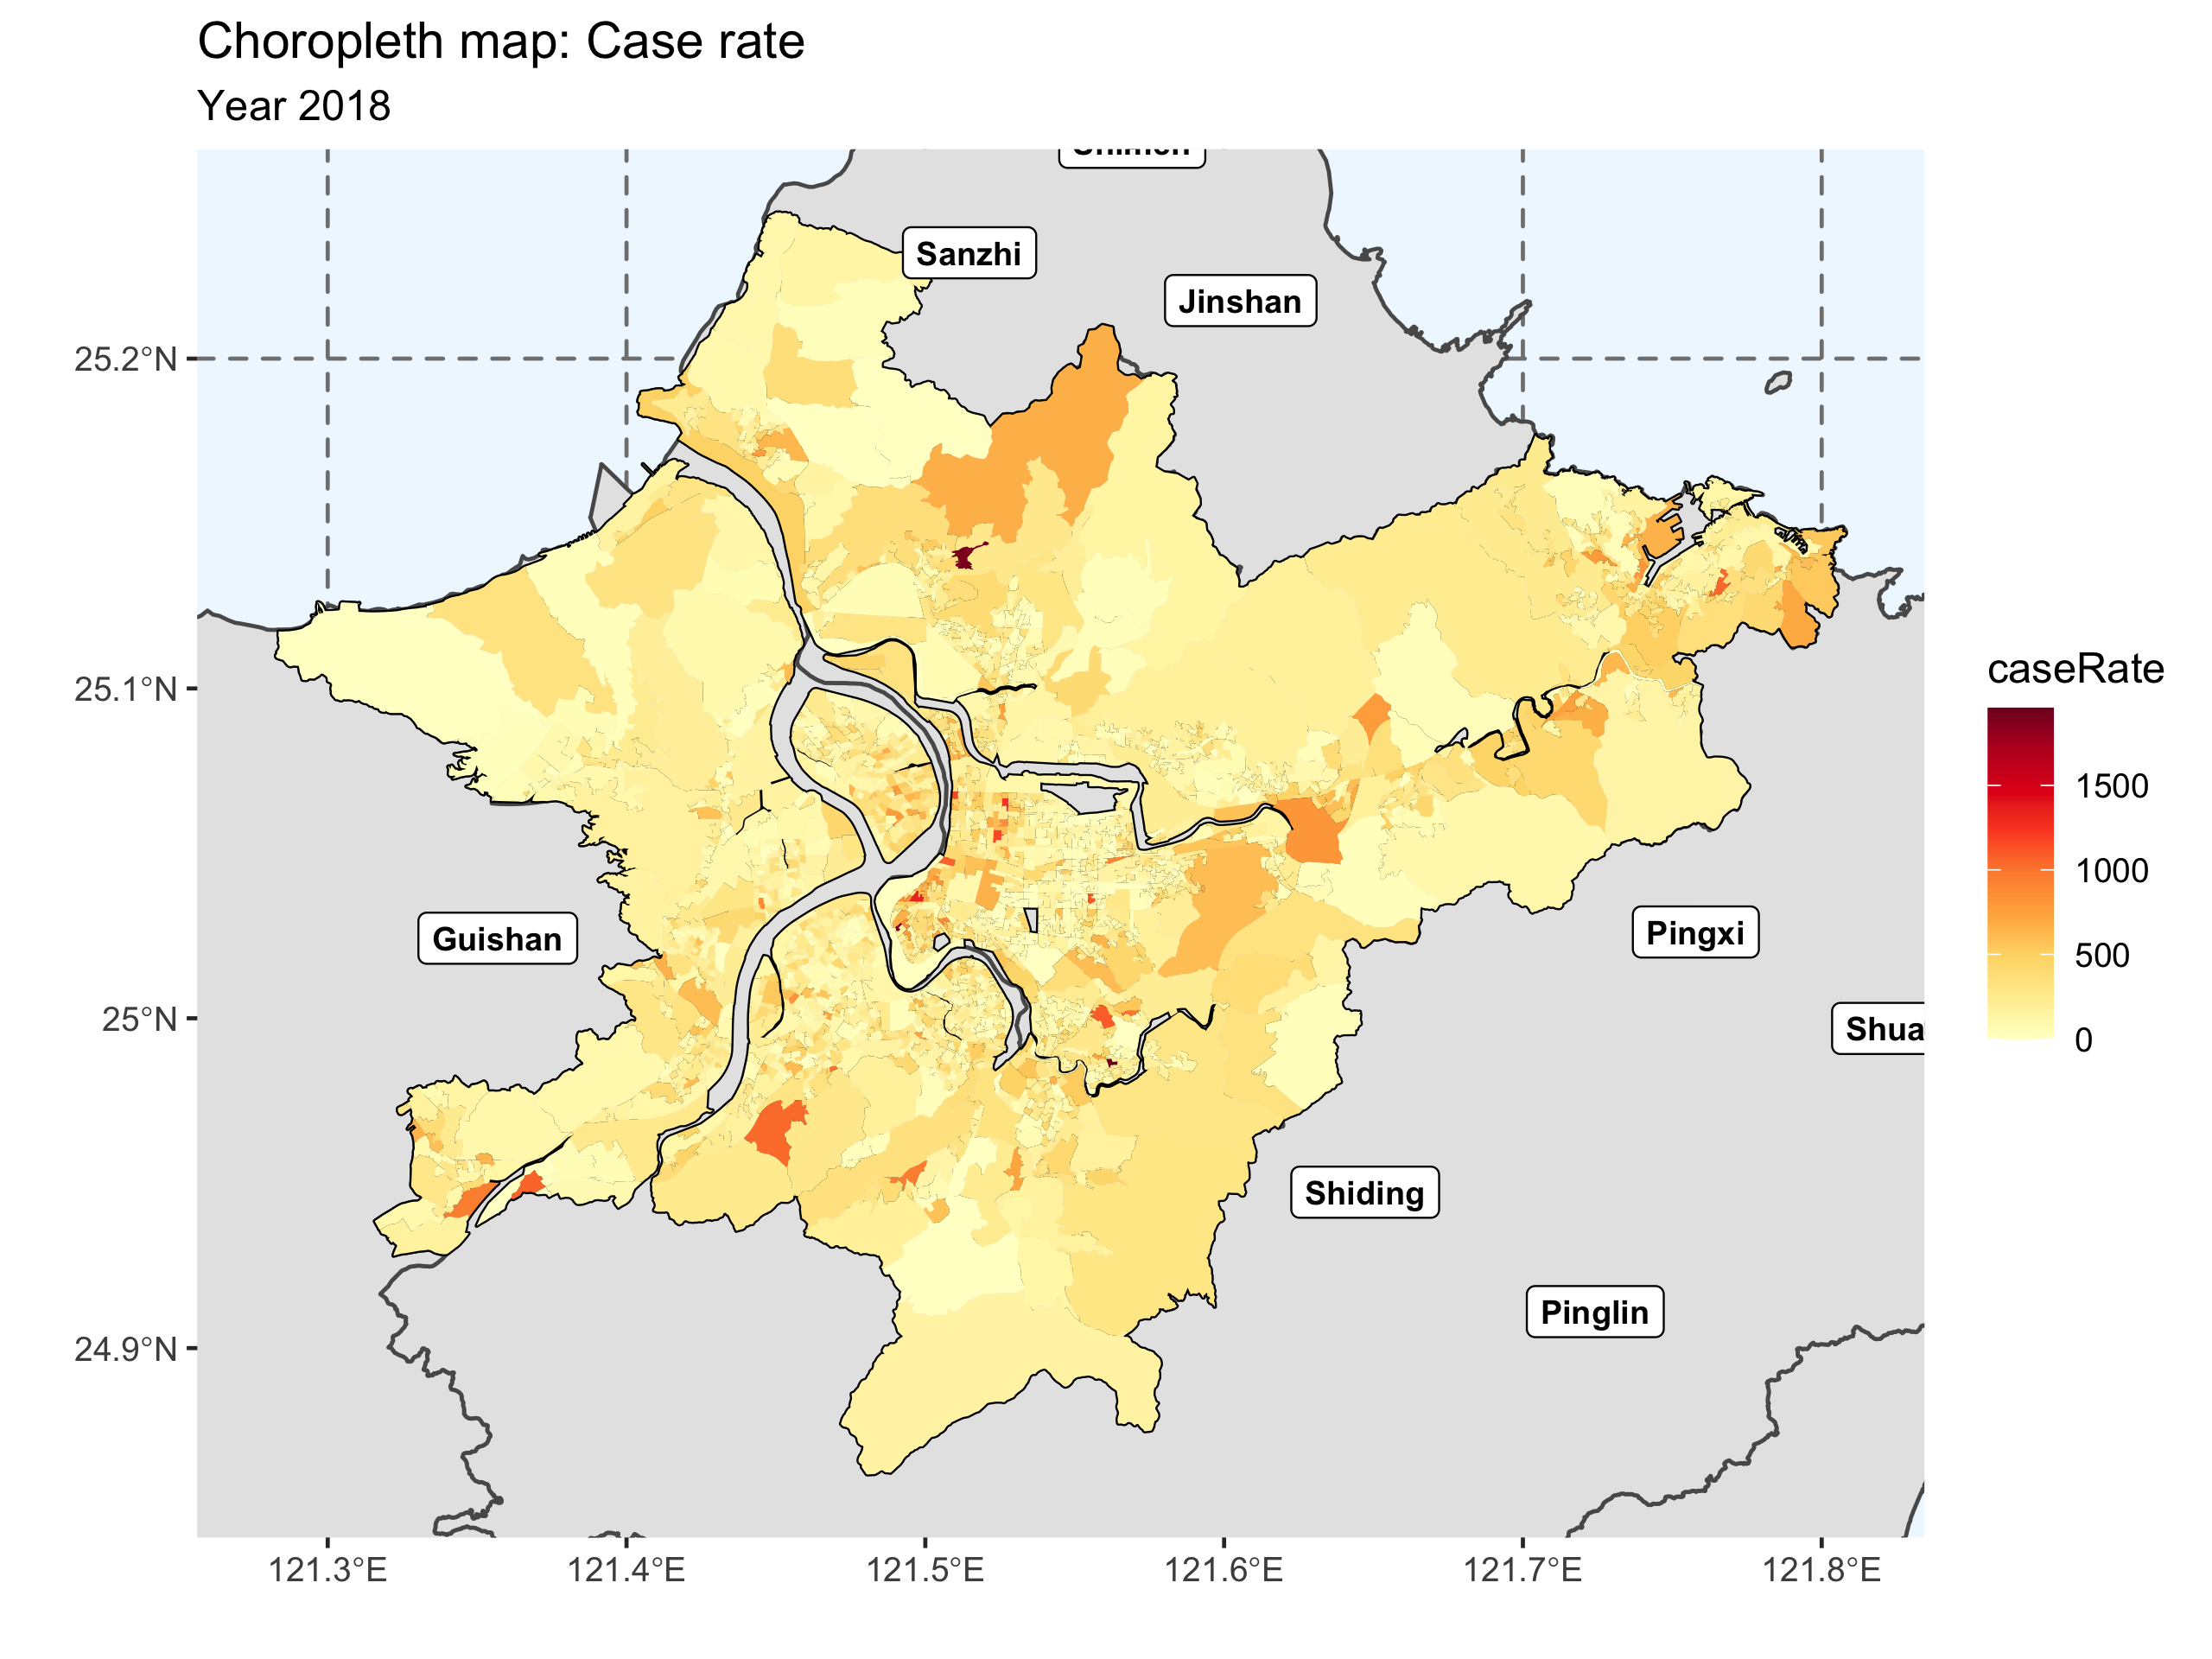 Choropleth map: Case rate
Year 2018
Sanzhi
Jinshan
25.2°N
25.1°N
25°N
24.9°N
Guishan
Pingxi
Shua
Shiding
Pinglin
caseRate
1500
1000
500
0
121.3°E
121.4°E
121.5°E
121.6°E
121.7°E
121.8°E